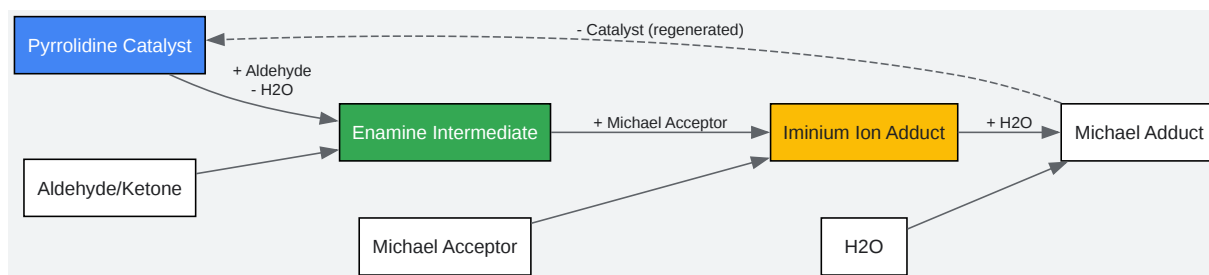 - Catalyst (regenerated)
Pyrrolidine Catalyst
+ Aldehyde
- H2O
Enamine Intermediate
+ Michael Acceptor
Iminium Ion Adduct
+ H2O
Michael Adduct
Aldehyde/Ketone
Michael Acceptor
H2O